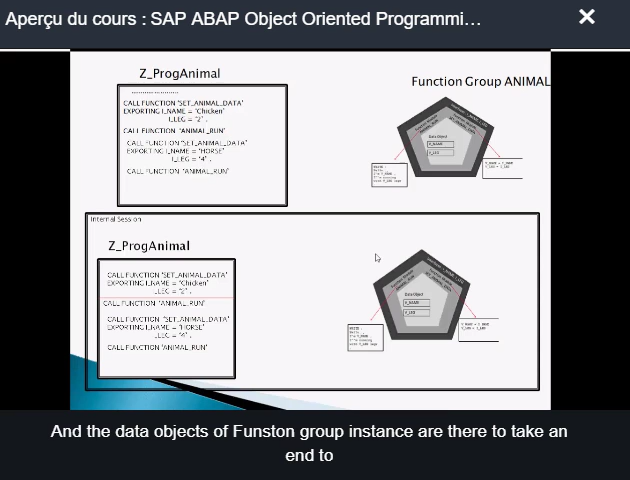 Aperçu du cours : SAP ABAP Object Oriented Programmi...
Z_ProgAnimal
Function Group ANIMAL
CALL FUNCTION 'SET_ANIMAL_DATA'
EXPORTING I_NAME = "Chicken'
I_LEG = "2' .
CALL FUNCTION 'ANIMAL_RUN'
CALL FUNCTION 'SET_ANIMAL_DATA'
EXPORTING I_NAME = 'HORSE'
I_LEG = '4' .
CALL FUNCTION 'ANIMAL_RUN'
Data Object
V_NAME
V_LEG
Internal Session
Z_ProgAnimal
CALL FUNCTION 'SET_ANIMAL_DATA'
EXPORTING I_NAME = "Chicken'
I_LEG = "2' .
CALL FUNCTION 'ANIMAL_RUN'
CALL FUNCTION 'SET_ANIMAL_DATA'
EXPORTING I_NAME = 'HORSE'
I_LEG = '4' .
CALL FUNCTION 'ANIMAL_RUN'
Data Object
V_NAME
V_LEG
And the data objects of Funston group instance are there to take an
end to